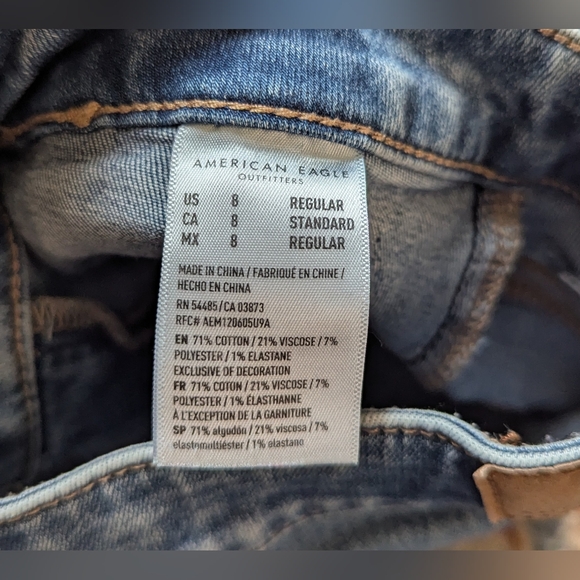 AMERICAN EAGLE
OUTFITTERS
US 8 REGULAR
CA 8 STANDARD
MX 8 REGULAR
MADE IN CHINA / FABRIQUÉ EN CHINE /
HECHO EN CHINA
RN 54485/CA 03873
RFC# AEM120605U9A
EN 71% COTTON / 21% VISCOSE / 7%
POLYESTER / 1% ELASTANE
EXCLUSIVE OF DECORATION
FR 71% COTON / 21% VISCOSE / 7%
POLYESTER / 1% ÉLASTHANNE
À L'EXCEPTION DE LA GARNITURE
SP 71% algodón / 21% viscosa / 7%
elastomultiéster / 1% elastano